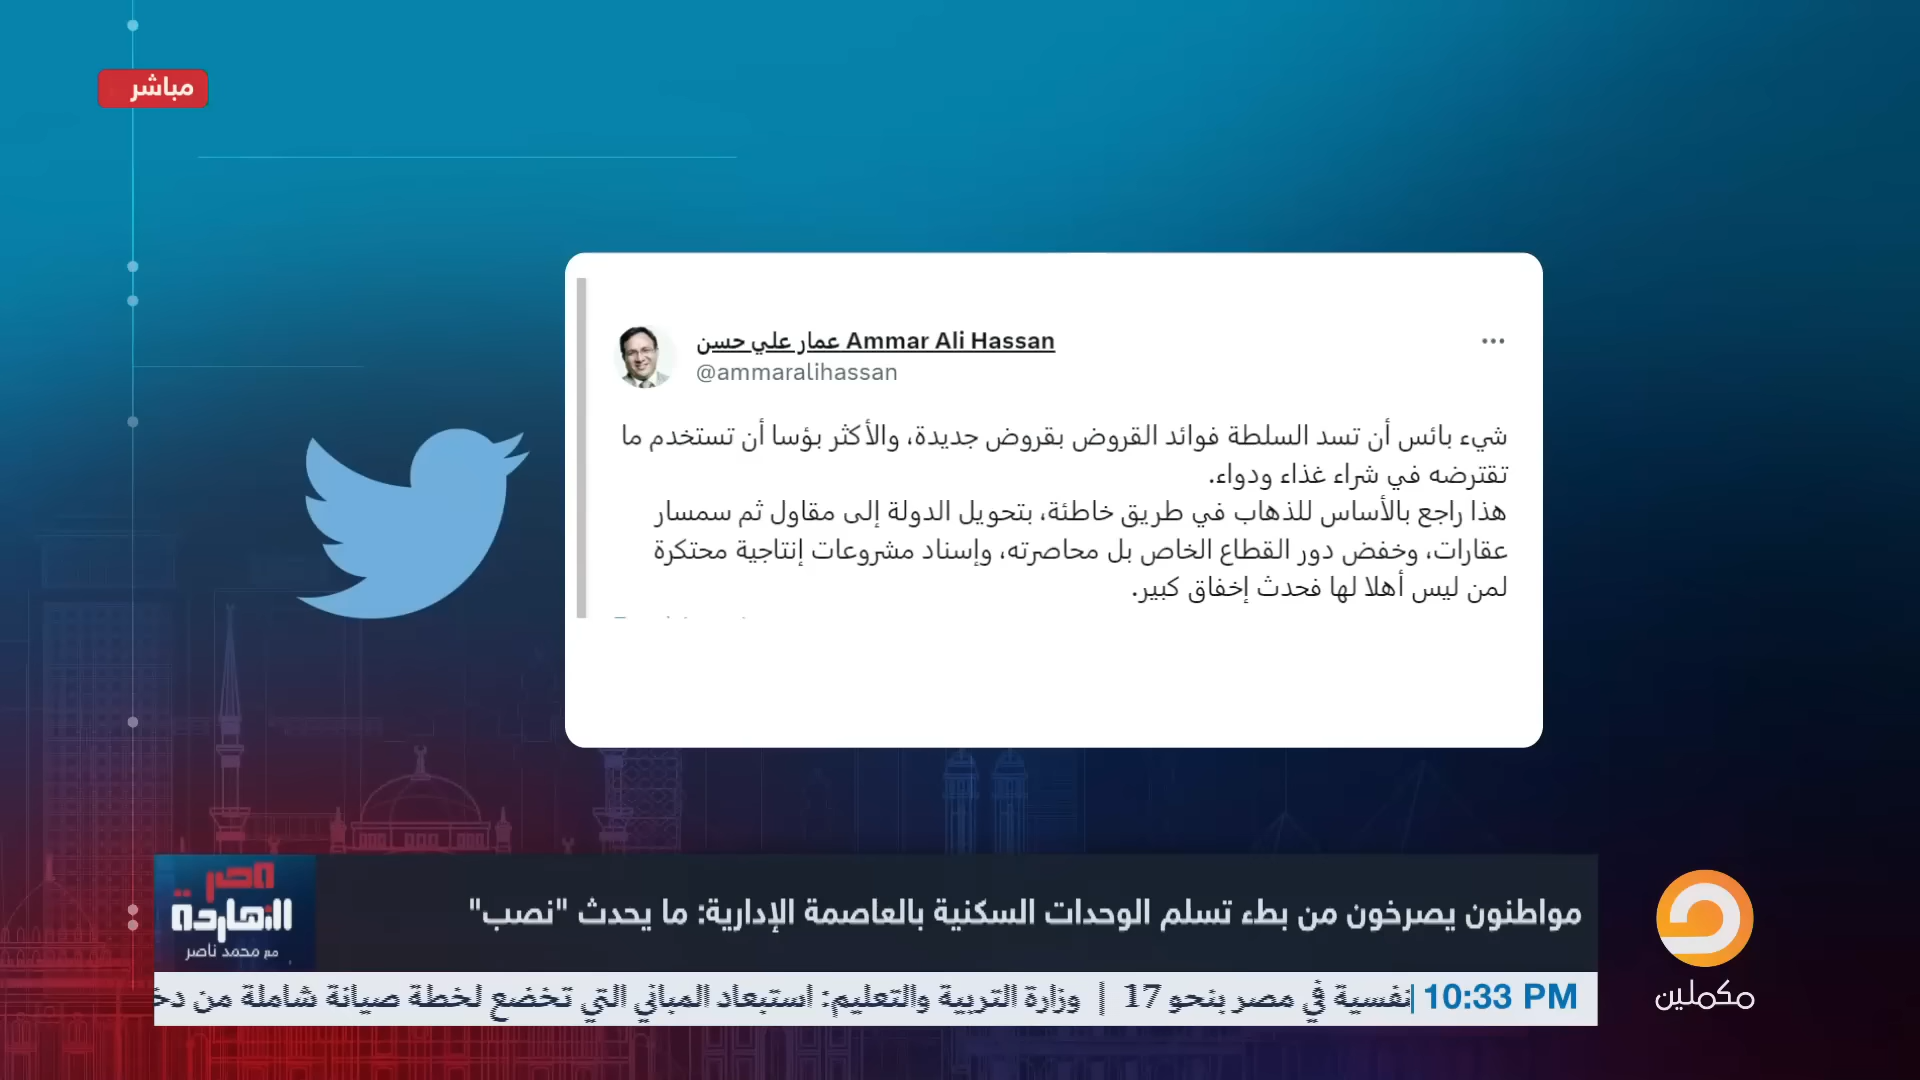 مباشر
عمار علي حسن Ammar Ali Hassan
@ammaralihassan
شيء بائس أن تسد السلطة فوائد القروض بقروض جديدة، والأكثر بؤسا أن تستخدم ما
تقترضه في شراء غذاء ودواء.
هذا راجع بالأساس للذهاب في طريق خاطئة، بتحويل الدولة إلى مقاول ثم سمسار
عقارات، وخفض دور القطاع الخاص بل محاصرته، وإسناد مشروعات إنتاجية محتكرة
لمن ليس أهلا لها فحدث إخفاق كبير.
مصر
النهاردة
مع محمد ناصر
مواطنون يصرخون من بطء تسلم الوحدات السكنية بالعاصمة الإدارية: ما يحدث "نصب"
10:33 PM
نفسية في مصر بنحو 17 | وزارة التربية والتعليم: استبعاد المباني التي تخضع لخطة صيانة شاملة من
مكملين